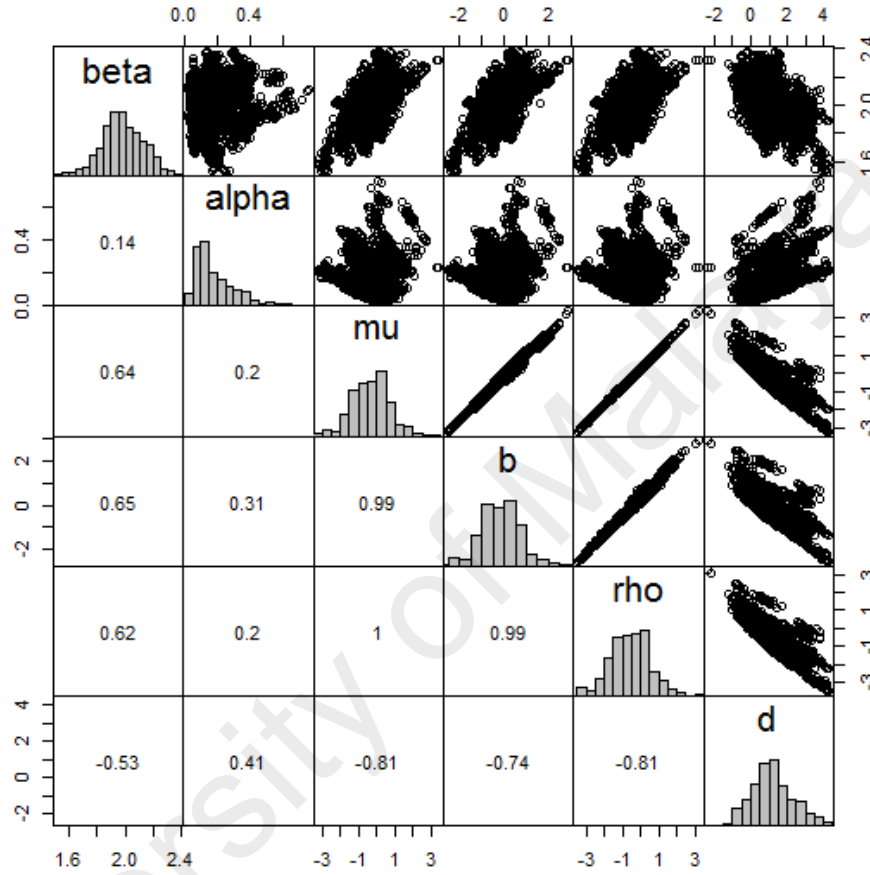 0.0 0.4 -2 0 2 -2 0 2 4
beta 1.6 2.0 2.4
0.0 0.4 0.14 alpha
0.64 0.2 mu -3 -1 1 3
-2 0 2 0.65 0.31 0.99 b
0.62 0.2 1 0.99 rho -3 -1 1 3
-2 0 2 4 -0.53 0.41 -0.81 -0.74 -0.81 d
1.6 2.0 2.4 -3 -1 1 3 -3 -1 1 3
ersity of Malaya